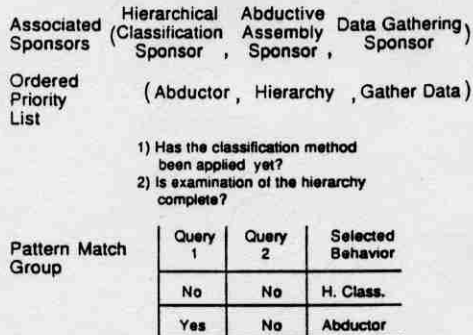 Associated Sponsors (Hierarchical Classification Sponsor , Abductive Assembly Sponsor , Data Gathering Sponsor )
Ordered Priority List ( Abductor , Hierarchy , Gather Data )
1) Has the classification method
been applied yet?
2) Is examination of the hierarchy
complete?
Pattern Match Group
Query 1 Query 2 Selected Behavior
No No H. Class.
Yes No Abductor